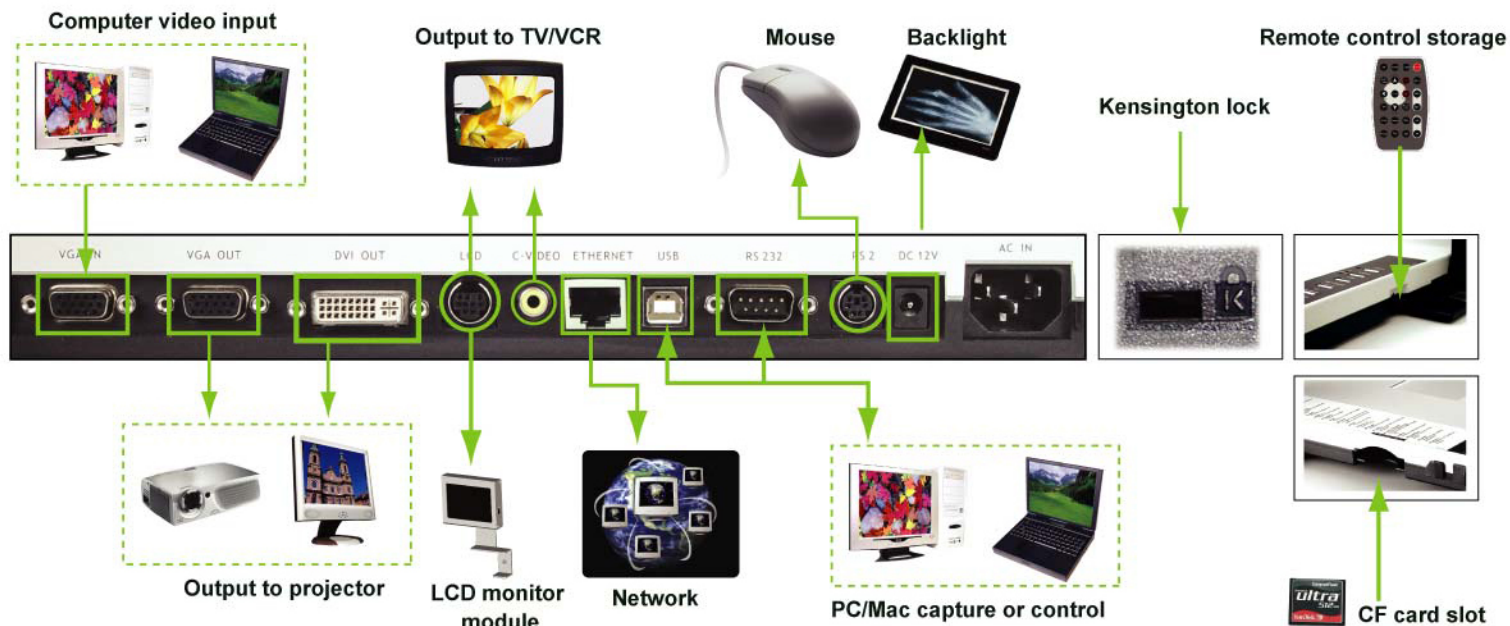 Computer video input
Output to TV/VCR
Mouse
Backlight
Remote control storage
Kensington lock
VGA IN
VGA OUT
DVI OUT
LCD
C-VIDEO
ETHERNET
USB
RS 232
PS 2
DC 12V
AC IN
K
Output to projector
LCD monitor
module
Network
PC/Mac capture or control
ultra
CF card slot